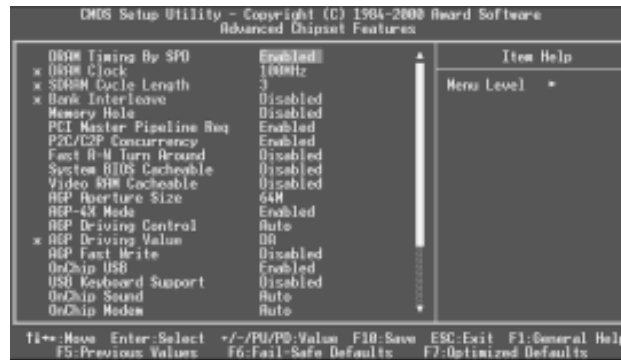 CMOS Setup Utility - Copyright (C) 1984-2000 Award Software
Advanced Chipset Features
DRAM Timing By SPD Enabled
x DRAM Clock 100MHz
x SDRAM Cycle Length 3
x Bank Interleave Disabled
Memory Hole Disabled
PCI Master Pipeline Req Enabled
P2C/C2P Concurrency Enabled
Fast R-W Turn Around Disabled
System BIOS Cacheable Disabled
Video RAM Cacheable Disabled
AGP Aperture Size 64M
AGP-4X Mode Enabled
AGP Driving Control Auto
x AGP Driving Value DA
AGP Fast Write Disabled
OnChip USB Enabled
USB Keyboard Support Disabled
OnChip Sound Auto
OnChip Modem Auto
Item Help
Menu Level ►
↑↓←→:Move Enter:Select +/-/PU/PD:Value F10:Save ESC:Exit F1:General Hel
F5:Previous Values F6:Fail-Safe Defaults F7:Optimized Defaults